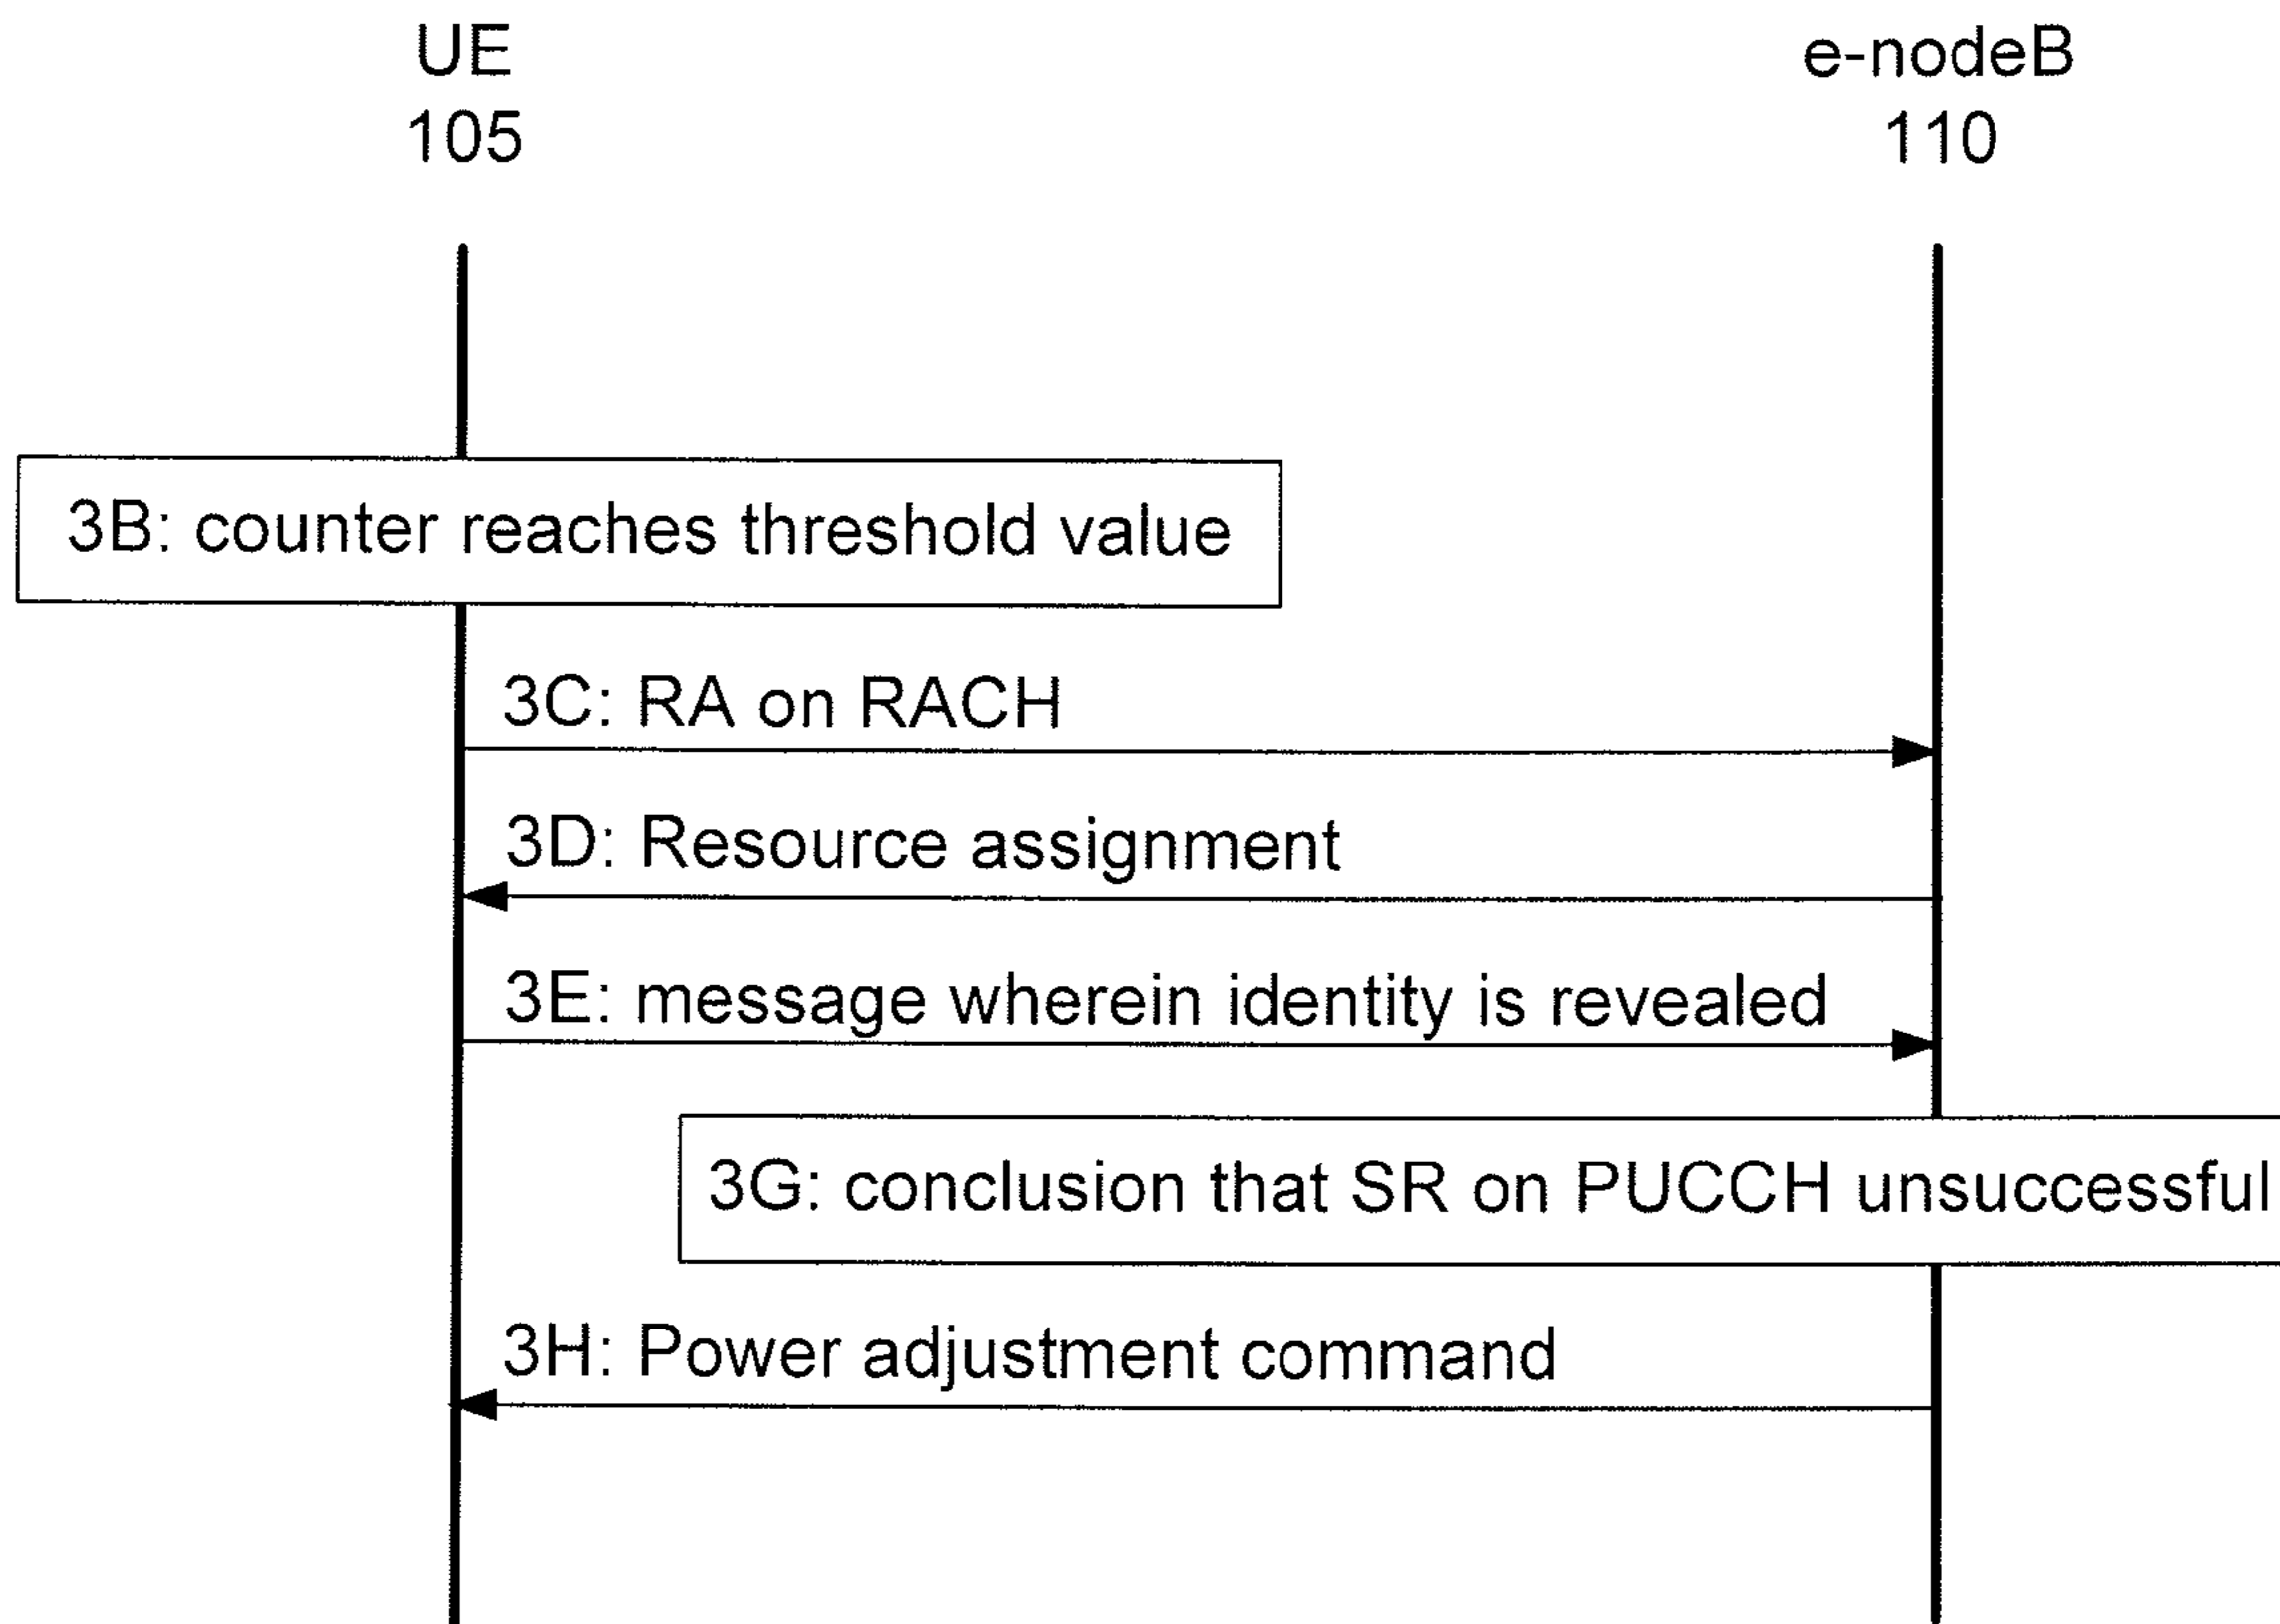 UE
105
e-nodeB
110
3B: counter reaches threshold value
3C: RA on RACH
3D: Resource assignment
3E: message wherein identity is revealed
3G: conclusion that SR on PUCCH unsuccessful
3H: Power adjustment command